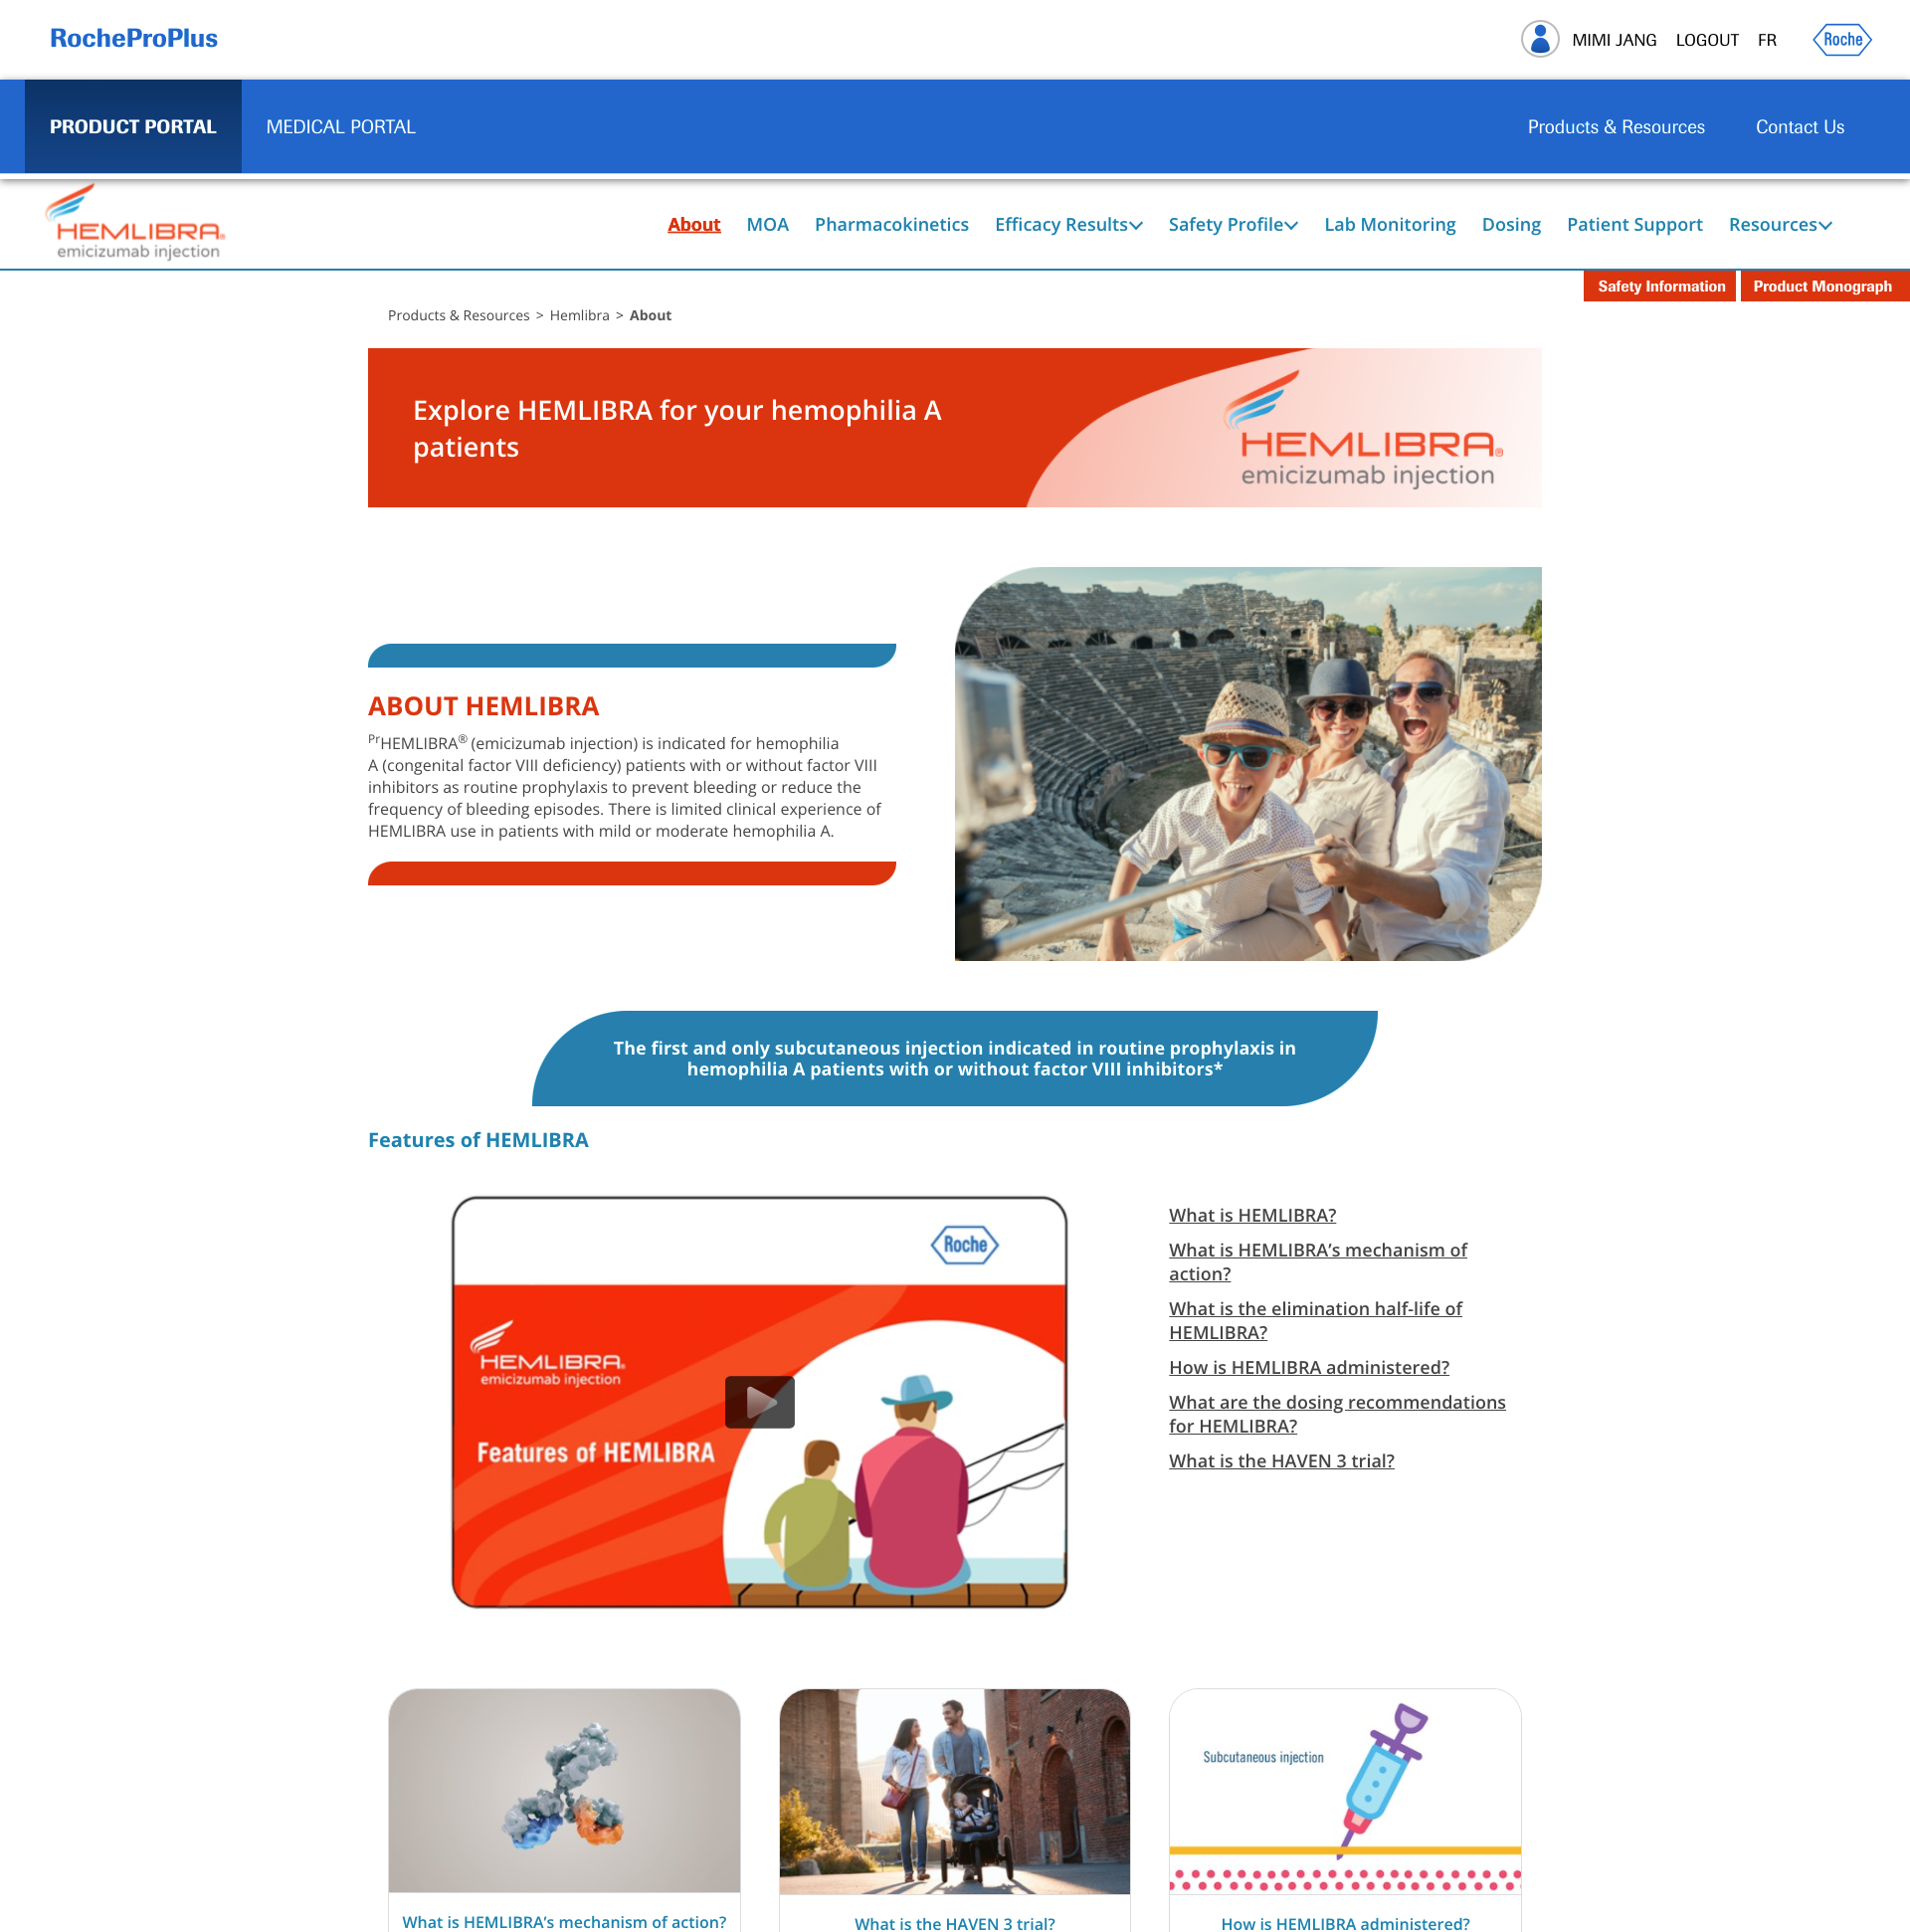 RocheProPlus
MIMI JANG LOGOUT FR Roche
PRODUCT PORTAL MEDICAL PORTAL Products & Resources Contact Us
HEMLIBRA®
emicizumab injection
About MOA Pharmacokinetics Efficacy Results Safety Profile Lab Monitoring Dosing Patient Support Resources
Safety Information Product Monograph
Products & Resources > Hemlibra > About
Explore HEMLIBRA for your hemophilia A
patients
HEMLIBRA®
emicizumab injection
ABOUT HEMLIBRA
PrHEMLIBRA® (emicizumab injection) is indicated for hemophilia
A (congenital factor VIII deficiency) patients with or without factor VIII
inhibitors as routine prophylaxis to prevent bleeding or reduce the
frequency of bleeding episodes. There is limited clinical experience of
HEMLIBRA use in patients with mild or moderate hemophilia A.
The first and only subcutaneous injection indicated in routine prophylaxis in
hemophilia A patients with or without factor VIII inhibitors*
Features of HEMLIBRA
Roche
HEMLIBRA®
emicizumab injection
Features of HEMLIBRA
What is HEMLIBRA?
What is HEMLIBRA’s mechanism of
action?
What is the elimination half-life of
HEMLIBRA?
How is HEMLIBRA administered?
What are the dosing recommendations
for HEMLIBRA?
What is the HAVEN 3 trial?
Subcutaneous injection
What is HEMLIBRA’s mechanism of action?
What is the HAVEN 3 trial?
How is HEMLIBRA administered?